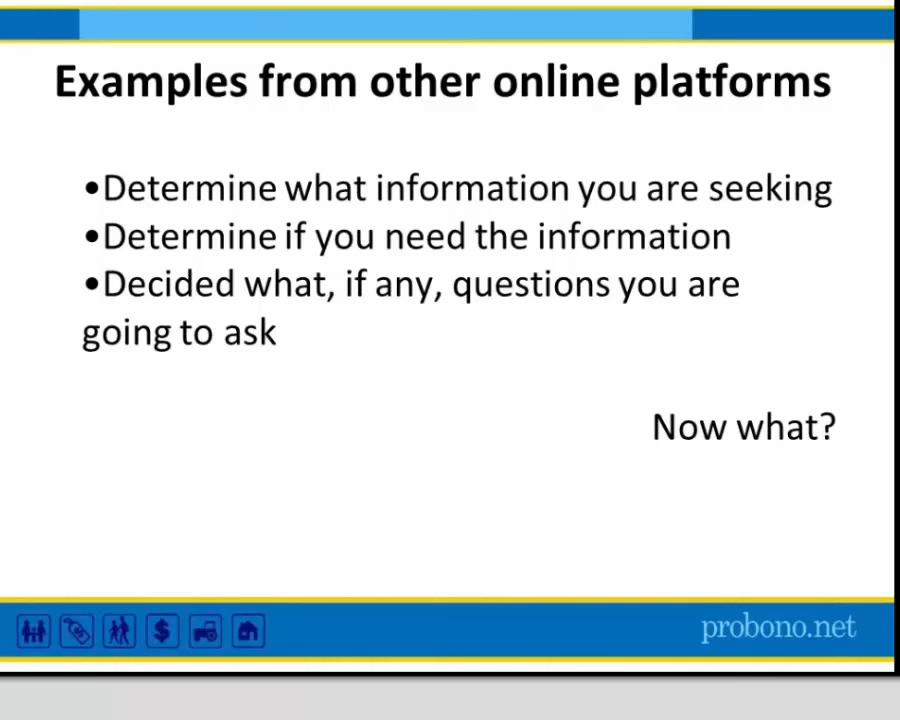 Examples from other online platforms
•Determine what information you are seeking
•Determine if you need the information
•Decided what, if any, questions you are
going to ask
Now what?
$
probono.net